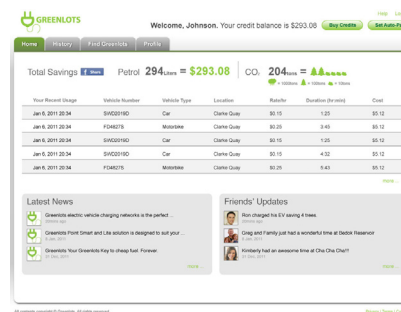 Help
GREENLOTS
Welcome, Johnson. Your credit balance is $293.08 Buy Credits Set Auto-P
Home History Find Greenlots Profile
Total Savings Share Petrol 294 Liters = $293.08 CO2 204tons =
= 1000tons = 100tons = 10tons
Your Recent Usage Vehicle Number Vehicle Type Location Rate/hr Duration (hr:min) Cost
Jan 6, 2011 20:34 SWD2019D Car Clarke Quay $0.15 1:25 $5.12
Jan 6, 2011 20:34 FD4827S Motorbike Clarke Quay $0.25 3:45 $5.12
Jan 6, 2011 20:34 SWD2019D Car Clarke Quay $0.15 1:25 $5.12
Jan 6, 2011 20:34 SWD2019D Car Clarke Quay $0.15 4:32 $5.12
Jan 6, 2011 20:34 FD4827S Motorbike Clarke Quay $0.25 5:43 $5.12
more ...
Latest News
Greenlots electric vehicle charging networks is the perfect ...
Greenlots Point Smart and Lite solution is designed to suit your ...
Greenlots Your Greenlots Key to cheap fuel. Forever.
more ...
Friends' Updates
Ron charged his EV saving 4 trees.
Greg and Family just had a wonderful time at Bedok Reservoir
Kimberly had an awesome time at Cha Cha Cha!!!
more ...